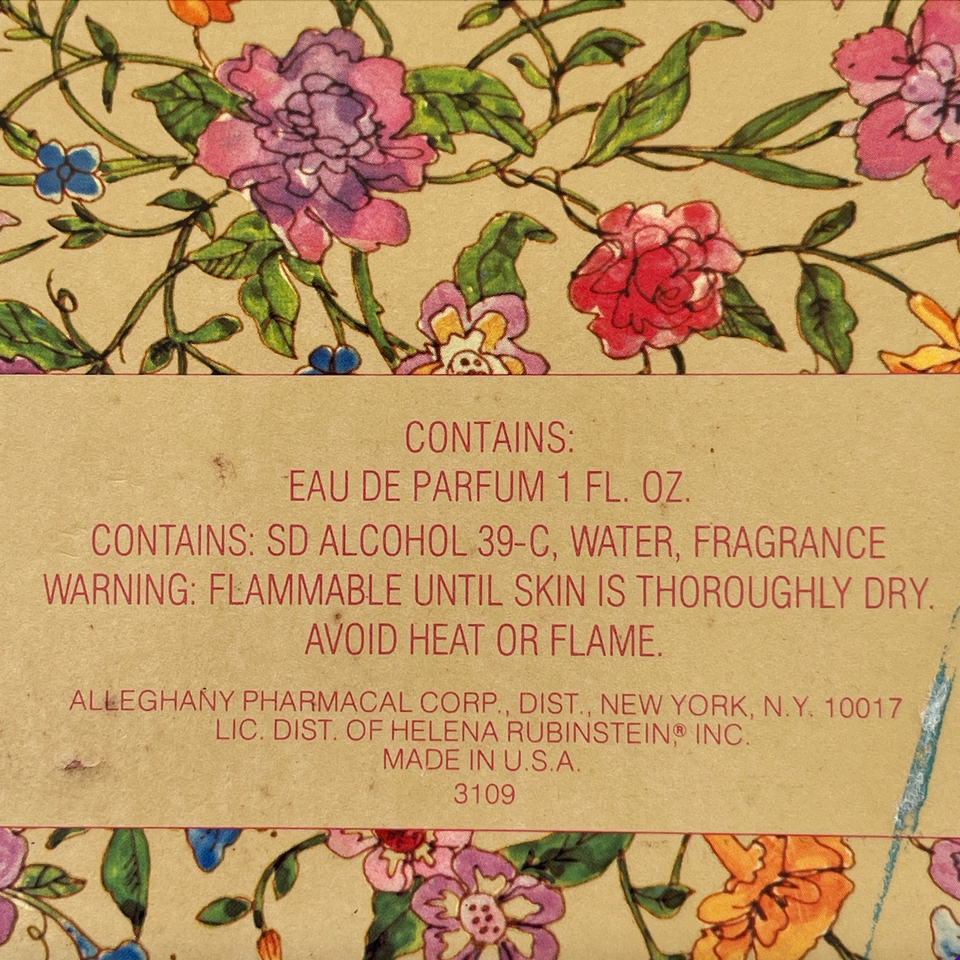 CONTAINS:
EAU DE PARFUM 1 FL. OZ.
CONTAINS: SD ALCOHOL 39-C, WATER, FRAGRANCE
WARNING: FLAMMABLE UNTIL SKIN IS THOROUGHLY DRY.
AVOID HEAT OR FLAME.
ALLEGHANY PHARMACAL CORP., DIST., NEW YORK, N.Y. 10017
LIC. DIST. OF HELENA RUBINSTEIN,® INC.
MADE IN U.S.A.
3109